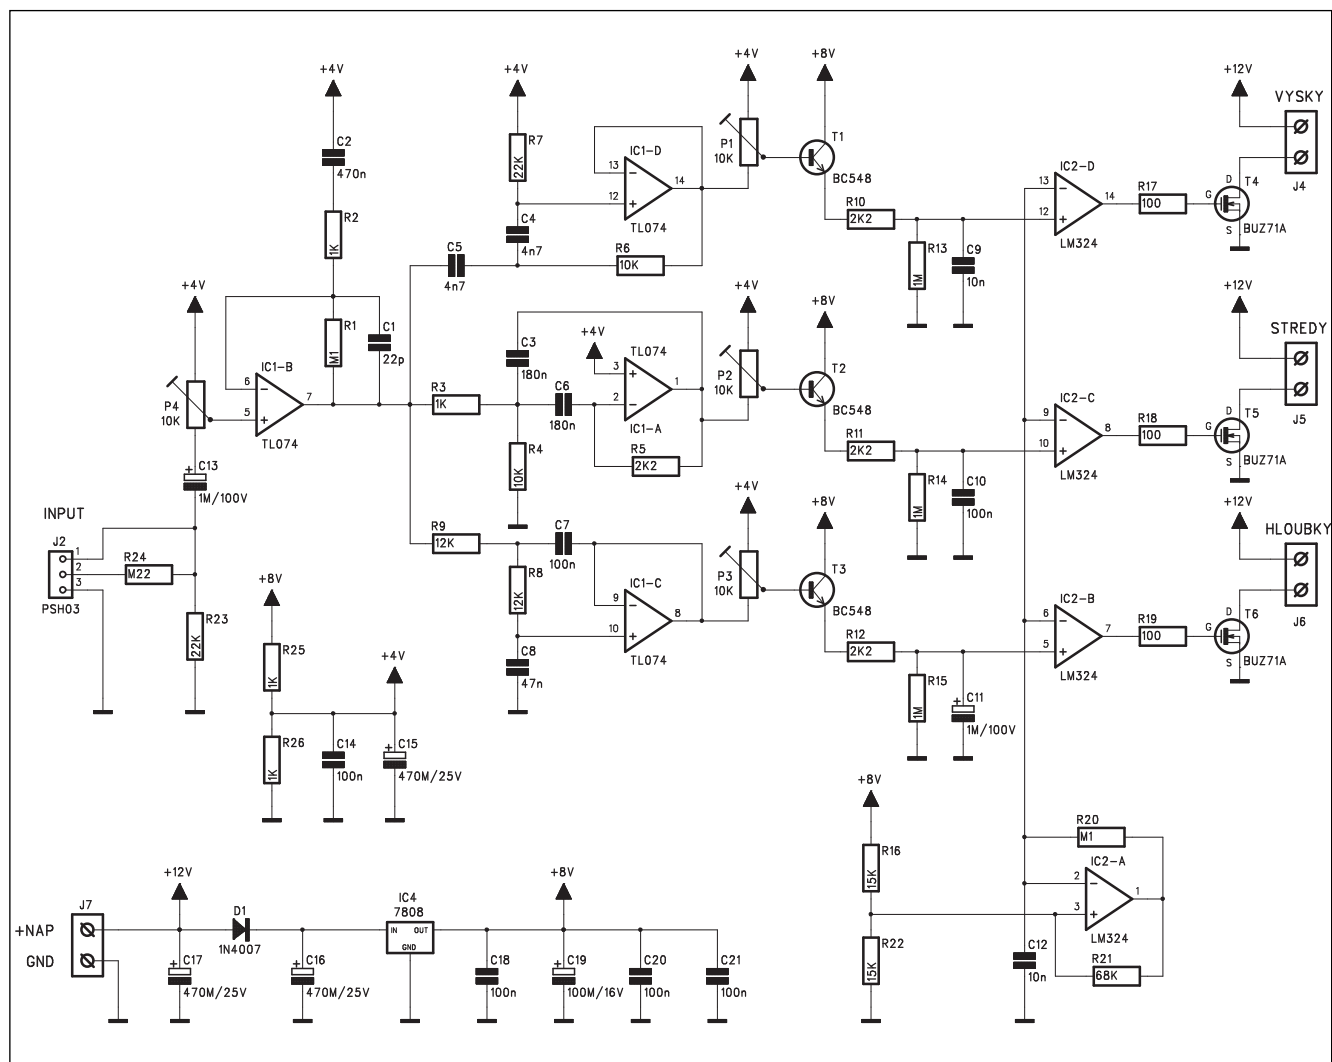 +4V
+8V
+4V
+4V
+12V
VYSKY
C2
470n
R7
22K
IC1-D
13
12
14
TL074
P1
10K
T1
BC548
IC2-D
13
12
14
LM324
R17
100
D
G
S
T4
BUZ71A
J4
R2
1K
C4
4n7
C5
4n7
R6
10K
R10
2K2
R13
1M
C9
10n
+4V
R1
M1
C1
22p
IC1-B
6
5
7
TL074
P4
10K
C13
+
1M/100V
+4V
+8V
+12V
STREDY
C3
180n
+4V
TL074
3
2
1
IC1-A
C6
180n
R3
1K
R4
10K
R5
2K2
P2
10K
T2
BC548
R11
2K2
R14
1M
C10
100n
IC2-C
9
10
8
LM324
R18
100
D
G
S
T5
BUZ71A
J5
INPUT
J2
1
2
3
PSH03
R24
M22
R23
22K
R9
12K
C7
100n
R8
12K
IC1-C
9
10
8
TL074
C8
47n
+4V
+8V
P3
10K
T3
BC548
R12
2K2
R15
1M
C11
+
1M/100V
+12V
HLOUBKY
IC2-B
6
5
7
LM324
R19
100
D
G
S
T6
BUZ71A
J6
+8V
R25
1K
+4V
R26
1K
C14
100n
C15
+
470M/25V
+8V
R16
15K
R22
15K
R20
M1
IC2-A
2
3
1
LM324
C12
10n
R21
68K
J7
+NAP
GND
+12V
D1
1N4007
IC4
7808
IN
OUT
GND
+8V
C17
+
470M/25V
C16
+
470M/25V
C18
100n
C19
+
100M/16V
C20
100n
C21
100n